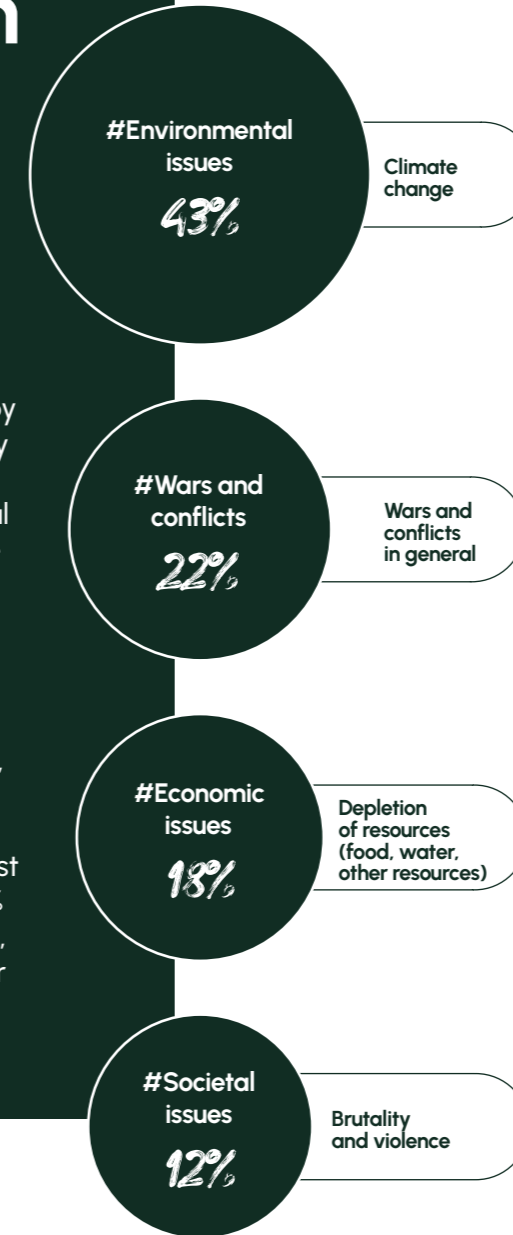 #Environmental
issues
43%
Climate
change
#Wars and
conflicts
22%
Wars and
conflicts
in general
#Economic
issues
18%
Depletion
of resources
(food, water,
other resources)
#Societal
issues
12%
Brutality
and violence